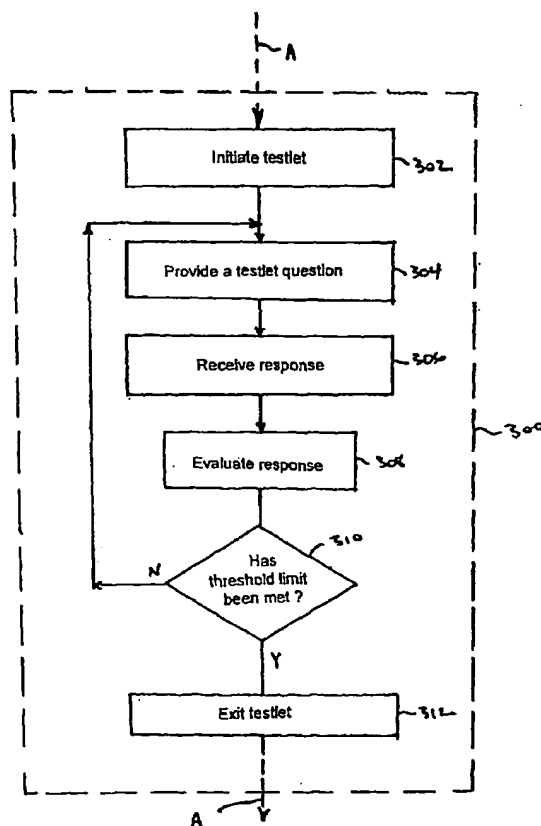 A
Initiate testlet
302
Provide a testlet question
304
Receive response
306
Evaluate response
308
310
Has
threshold limit
been met ?
N
300
Y
Exit testlet
312
A